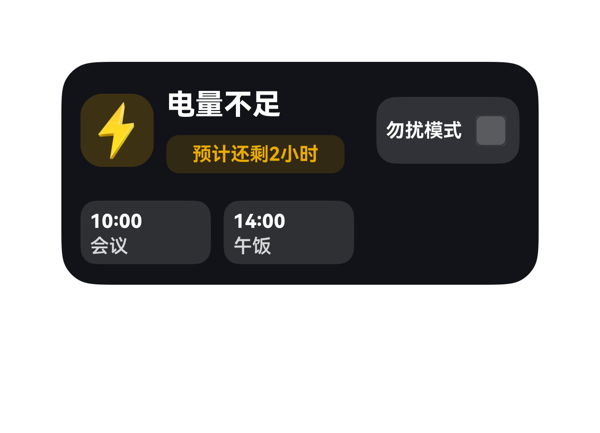 电量不足
预计还剩2小时
勿扰模式
10:00
会议
14:00
午饭